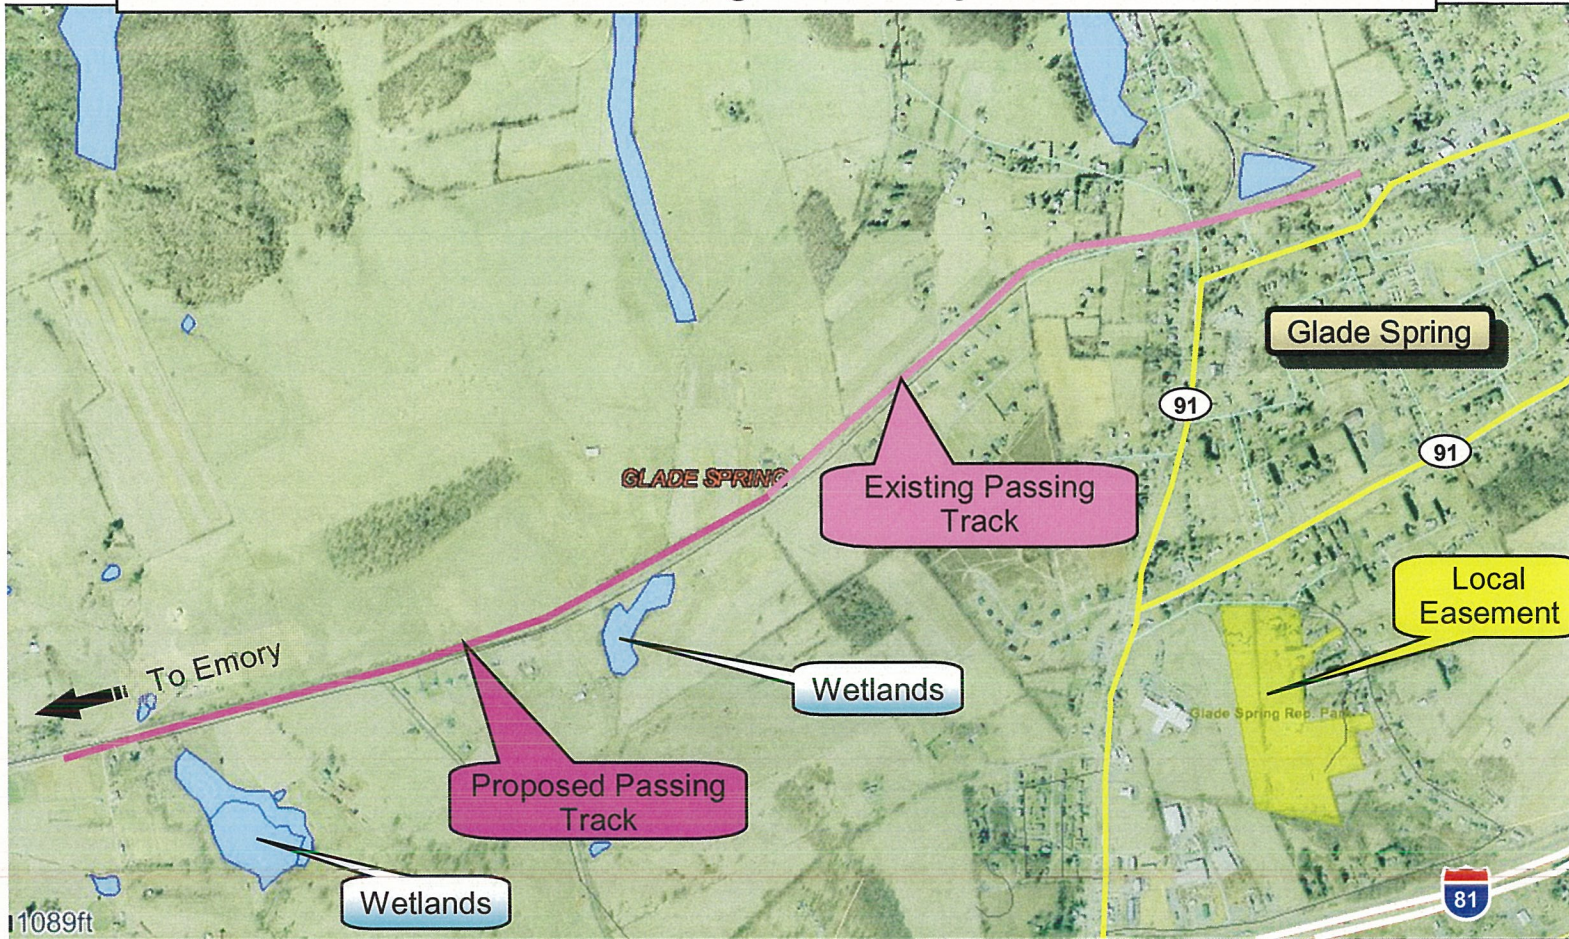 Glade Spring
91
91
GLADE SPRING
Existing Passing
Track
Local
Easement
To Emory
Wetlands
Glade Spring Rec. Park
Proposed Passing
Track
Wetlands
81
1089ft